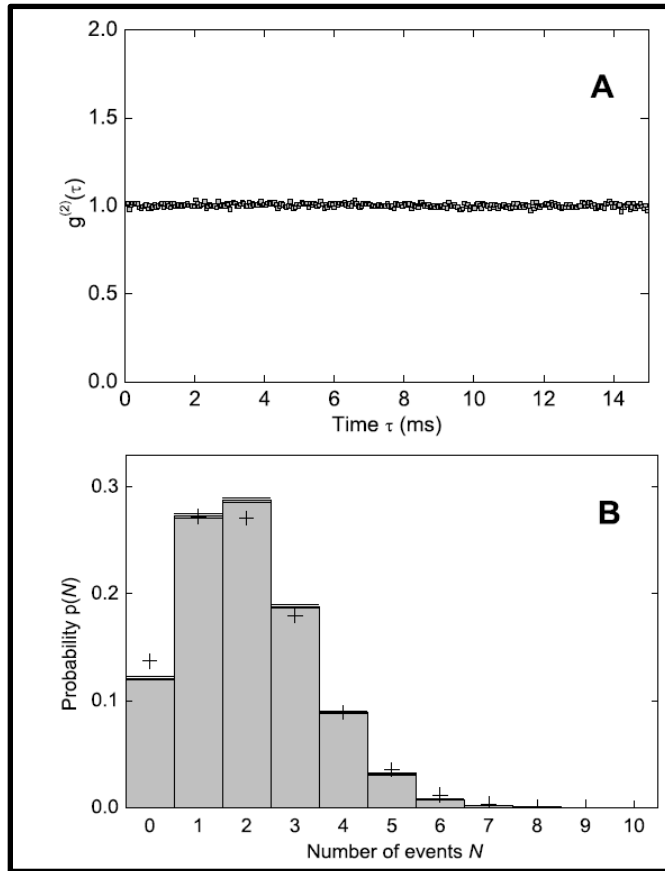 A
2.0
1.5
1.0
0.5
0.0
g(2)(τ)
0 2 4 6 8 10 12 14
Time τ (ms)
B
0.3
0.2
0.1
0.0
Probability p(N)
0 1 2 3 4 5 6 7 8 9 10
Number of events N